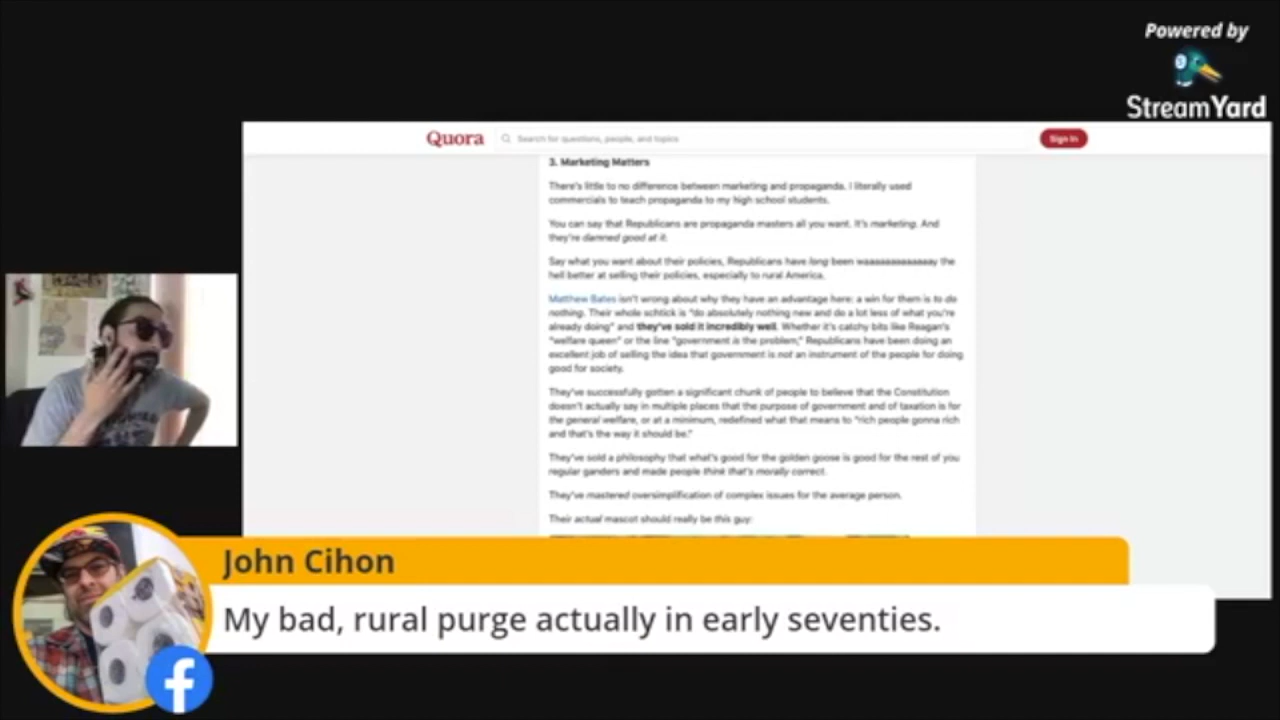 Powered by
StreamYard
Quora
Search for questions, people, and topics
Sign In
3. Marketing Matters
There's little to no difference between marketing and propaganda. I literally used
commercials to teach propaganda to my high school students.
You can say that Republicans are propaganda masters all you want. It's marketing. And
they're damned good at it.
Say what you want about their policies, Republicans have long been waaaaaaaaaaaaay the
hell better at selling their policies, especially to rural America.
Matthew Bates isn't wrong about why they have an advantage here: a win for them is to do
nothing. Their whole schtick is "do absolutely nothing new and do a lot less of what you're
already doing" and they've sold it incredibly well. Whether it's catchy bits like Reagan's
"welfare queen" or the line "government is the problem," Republicans have been doing an
excellent job of selling the idea that government is not an instrument of the people for doing
good for society.
They've successfully gotten a significant chunk of people to believe that the Constitution
doesn't actually say in multiple places that the purpose of government and of taxation is for
the general welfare, or at a minimum, redefined what that means to "rich people gonna rich
and that's the way it should be."
They've sold a philosophy that what's good for the golden goose is good for the rest of you
regular ganders and made people think that's morally correct.
They've mastered oversimplification of complex issues for the average person.
Their actual mascot should really be this guy:
John Cihon
My bad, rural purge actually in early seventies.